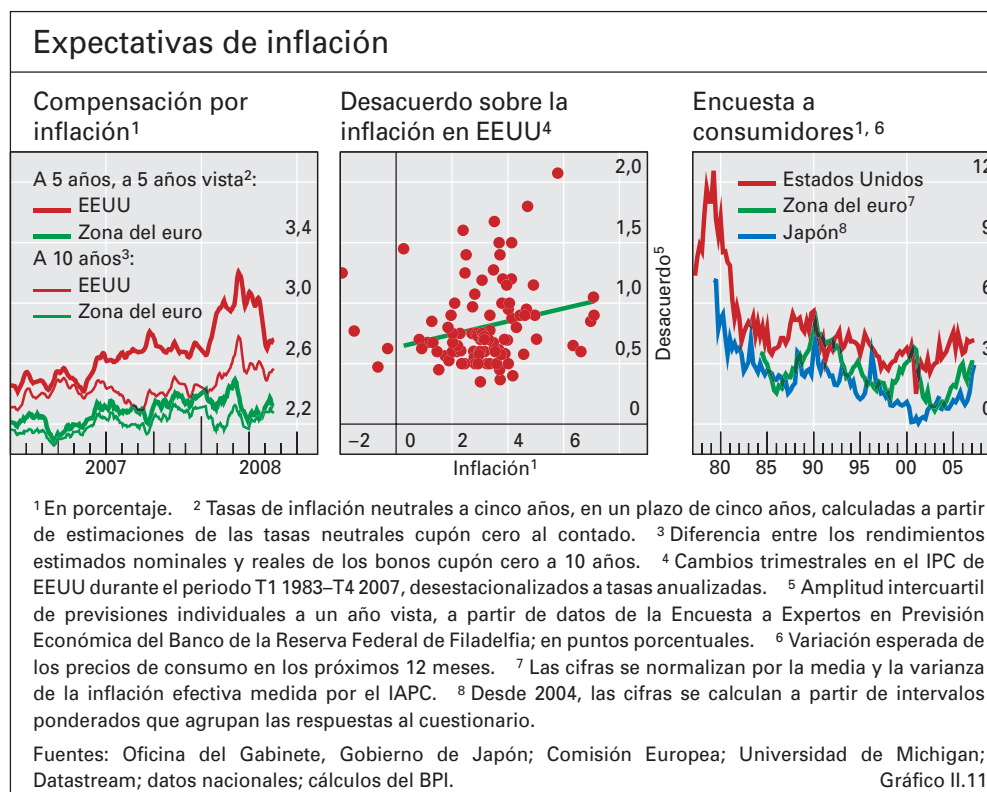 Expectativas de inflación
Compensación por
inflación¹
A 5 años, a 5 años vista²:
EEUU
Zona del euro
A 10 años³:
EEUU
Zona del euro
3,4
3,0
2,6
2,2
2007 2008
Desacuerdo sobre la
inflación en EEUU⁴
2,0
1,5
1,0
0,5
0
Desacuerdo⁵
–2 0 2 4 6
Inflación¹
Encuesta a
consumidores¹, ⁶
Estados Unidos
Zona del euro⁷
Japón⁸
12
9
6
3
0
80 85 90 95 00 05
¹ En porcentaje. ² Tasas de inflación neutrales a cinco años, en un plazo de cinco años, calculadas a partir
de estimaciones de las tasas neutrales cupón cero al contado. ³ Diferencia entre los rendimientos
estimados nominales y reales de los bonos cupón cero a 10 años. ⁴ Cambios trimestrales en el IPC de
EEUU durante el periodo T1 1983–T4 2007, desestacionalizados a tasas anualizadas. ⁵ Amplitud intercuartil
de previsiones individuales a un año vista, a partir de datos de la Encuesta a Expertos en Previsión
Económica del Banco de la Reserva Federal de Filadelfia; en puntos porcentuales. ⁶ Variación esperada de
los precios de consumo en los próximos 12 meses. ⁷ Las cifras se normalizan por la media y la varianza
de la inflación efectiva medida por el IAPC. ⁸ Desde 2004, las cifras se calculan a partir de intervalos
ponderados que agrupan las respuestas al cuestionario.
Fuentes: Oficina del Gabinete, Gobierno de Japón; Comisión Europea; Universidad de Michigan;
Datastream; datos nacionales; cálculos del BPI. Gráfico II.11